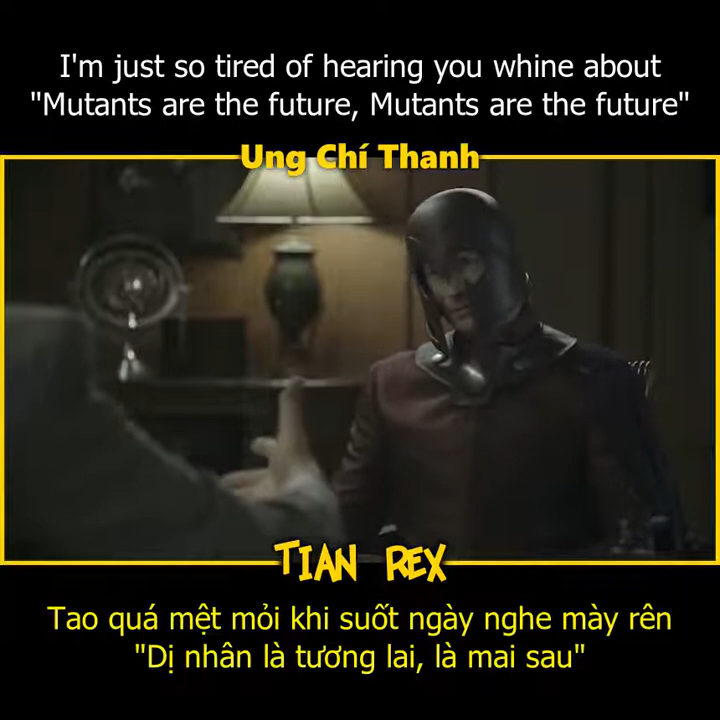 I'm just so tired of hearing you whine about
"Mutants are the future, Mutants are the future"
Ung Chí Thanh
TIAN REX
Tao quá mệt mỏi khi suốt ngày nghe mày rên
"Dị nhân là tương lai, là mai sau"